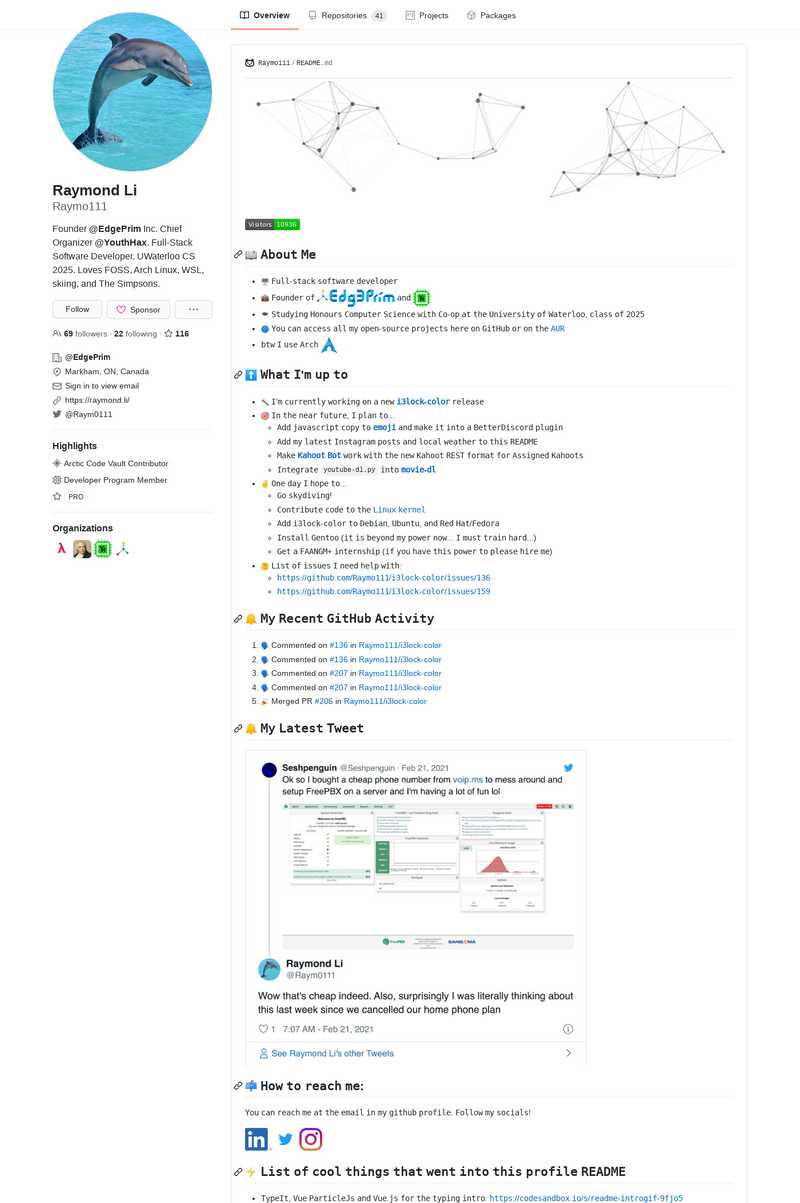 Overview
Repositories 41
Projects
Packages
Raymond Li
Raymo111
Founder @EdgePrim Inc. Chief
Organizer @YouthHax. Full-Stack
Software Developer. UWaterloo CS
2025. Loves FOSS, Arch Linux, WSL,
skiing, and The Simpsons.
Follow
Sponsor
69 followers · 22 following · 116
@EdgePrim
Markham, ON, Canada
Sign in to view email
https://raymond.li/
@Raym0111
Highlights
Arctic Code Vault Contributor
Developer Program Member
PRO
Organizations
Raymo111 / README.md
Visitors 10936
About Me
Full-stack software developer
Founder of Edg3Prim and
Studying Honours Computer Science with Co-op at the University of Waterloo, class of 2025
You can access all my open-source projects here on GitHub or on the AUR
btw I use Arch
What I'm up to
I'm currently working on a new i3lock-color release
In the near future, I plan to...
Add javascript copy to emoji and make it into a BetterDiscord plugin
Add my latest Instagram posts and local weather to this README
Make Kahoot Bot work with the new Kahoot REST format for Assigned Kahoots
Integrate youtube-dl.py into movie-dl
One day I hope to...
Go skydiving!
Contribute code to the Linux kernel
Add i3lock-color to Debian, Ubuntu, and Red Hat/Fedora
Install Gentoo (it is beyond my power now... I must train hard...)
Get a FAANGM+ internship (if you have this power to please hire me)
List of issues I need help with:
https://github.com/Raymo111/i3lock-color/issues/136
https://github.com/Raymo111/i3lock-color/issues/159
My Recent GitHub Activity
1. Commented on #136 in Raymo111/i3lock-color
2. Commented on #136 in Raymo111/i3lock-color
3. Commented on #207 in Raymo111/i3lock-color
4. Commented on #207 in Raymo111/i3lock-color
5. Merged PR #206 in Raymo111/i3lock-color
My Latest Tweet
Seshpenguin @Seshpenguin · Feb 21, 2021
Ok so I bought a cheap phone number from voip.ms to mess around and
setup FreePBX on a server and I'm having a lot of fun lol
Raymond Li
@Raym0111
Wow that's cheap indeed. Also, surprisingly I was literally thinking about
this last week since we cancelled our home phone plan
1 7:07 AM - Feb 21, 2021
See Raymond Li's other Tweets
How to reach me:
You can reach me at the email in my github profile. Follow my socials!
in
List of cool things that went into this profile README
TypeIt, Vue ParticleJs and Vue.js for the typing intro: https://codesandbox.io/s/readme-introgif-9fjo5